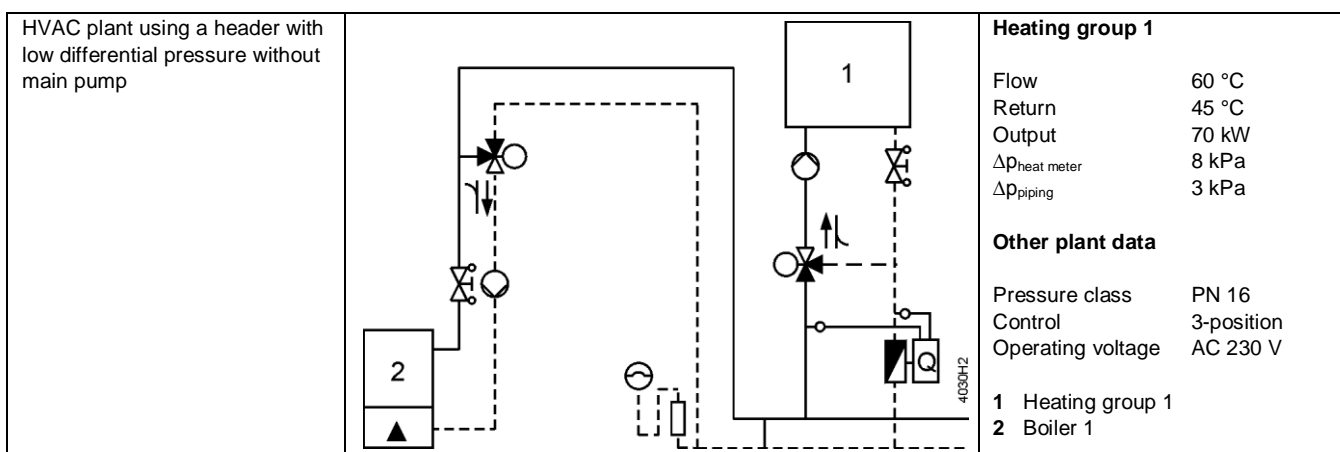 HVAC plant using a header with
low differential pressure without
main pump
1
2
Q
4030H2
Heating group 1
Flow 60 °C
Return 45 °C
Output 70 kW
Δpheat meter 8 kPa
Δppiping 3 kPa
Other plant data
Pressure class PN 16
Control 3-position
Operating voltage AC 230 V
1 Heating group 1
2 Boiler 1